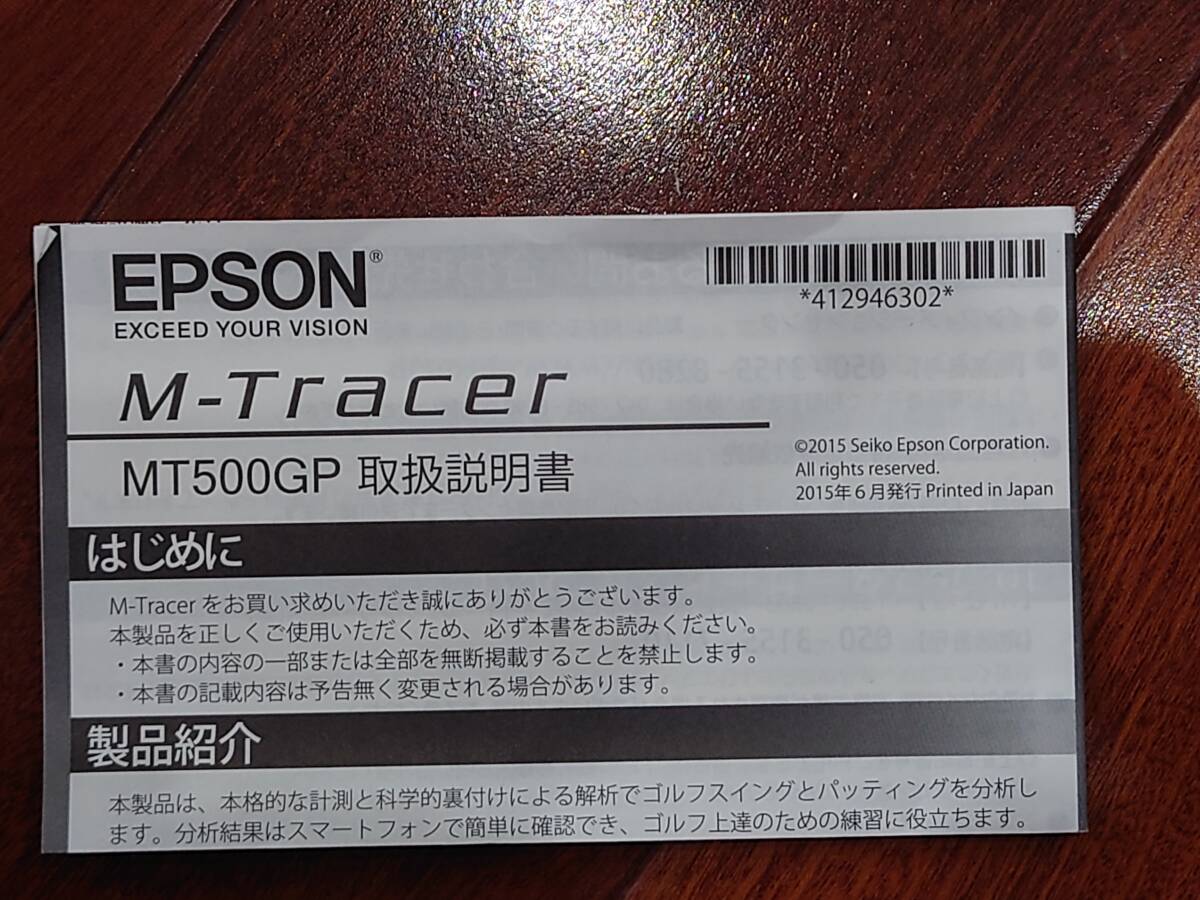 EPSON®
EXCEED YOUR VISION
*412946302*
M-Tracer
MT500GP 取扱説明書
©2015 Seiko Epson Corporation.
All rights reserved.
2015年6月発行 Printed in Japan
はじめに
M-Tracer をお買い求めいただき誠にありがとうございます。
本製品を正しくご使用いただくため、必ず本書をお読みください。
・本書の内容の一部または全部を無断掲載することを禁止します。
・本書の記載内容は予告無く変更される場合があります。
製品紹介
本製品は、本格的な計測と科学的裏付けによる解析でゴルフスイングとパッティングを分析し
ます。分析結果はスマートフォンで簡単に確認でき、ゴルフ上達のための練習に役立ちます。